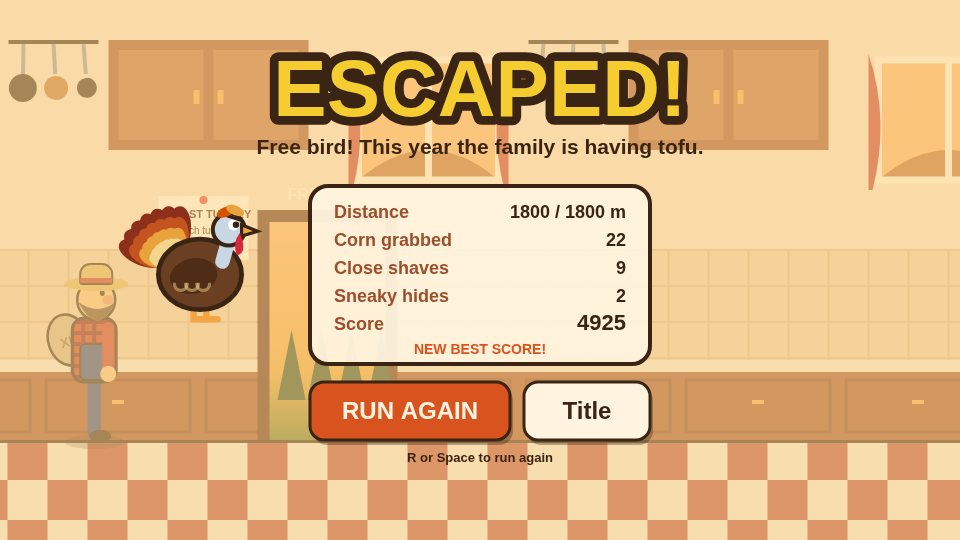 ESCAPED!
Free bird! This year the family is having tofu.
Distance 1800 / 1800 m
Corn grabbed 22
Close shaves 9
Sneaky hides 2
Score 4925
NEW BEST SCORE!
RUN AGAIN Title
R or Space to run again